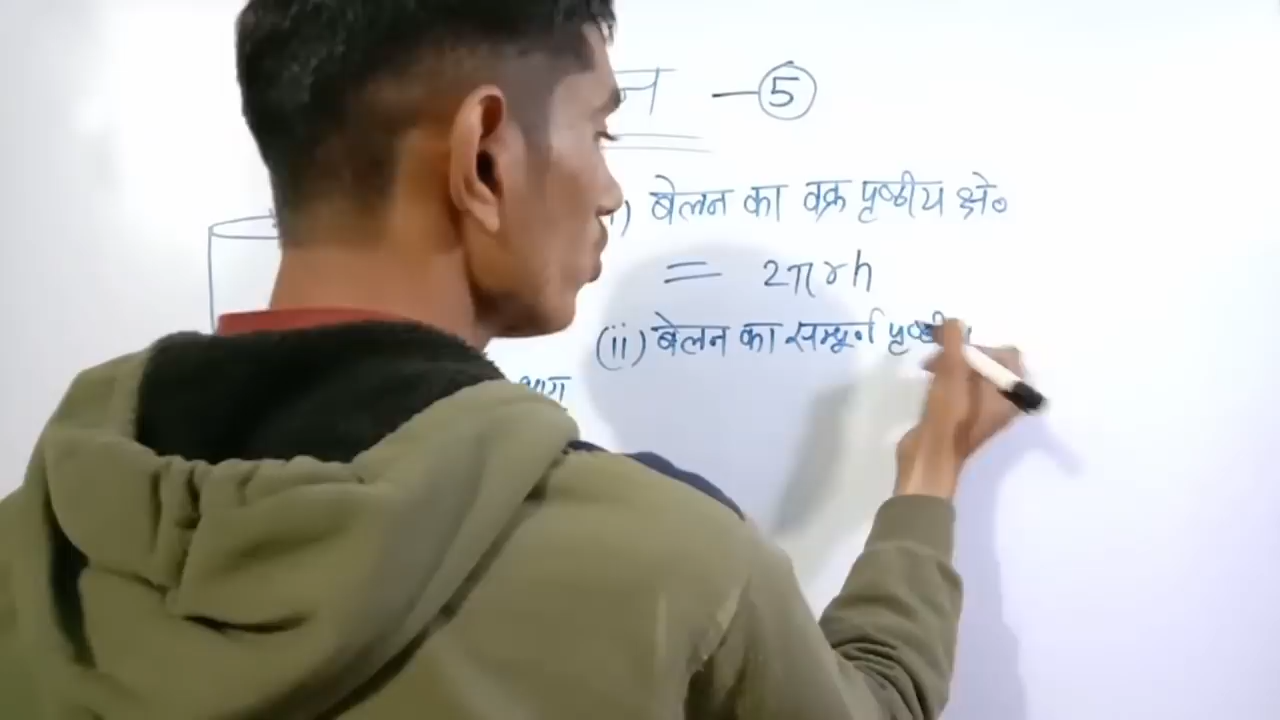 न — 5
i) बेलन का वक्र पृष्ठीय क्षे०
= 2πrh
(ii) बेलन का सम्पूर्न पृष्ठीय
भाग